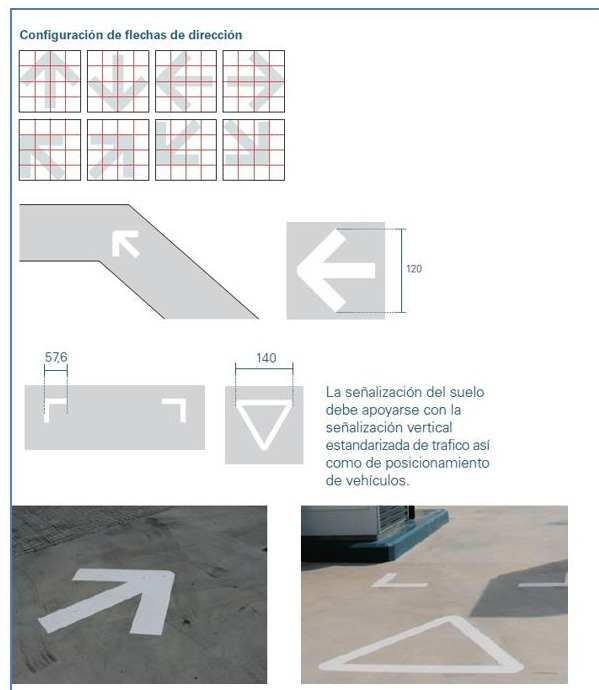 Configuración de flechas de dirección
120
57,6
140
La señalización del suelo
debe apoyarse con la
señalización vertical
estandarizada de trafico así
como de posicionamiento
de vehículos.